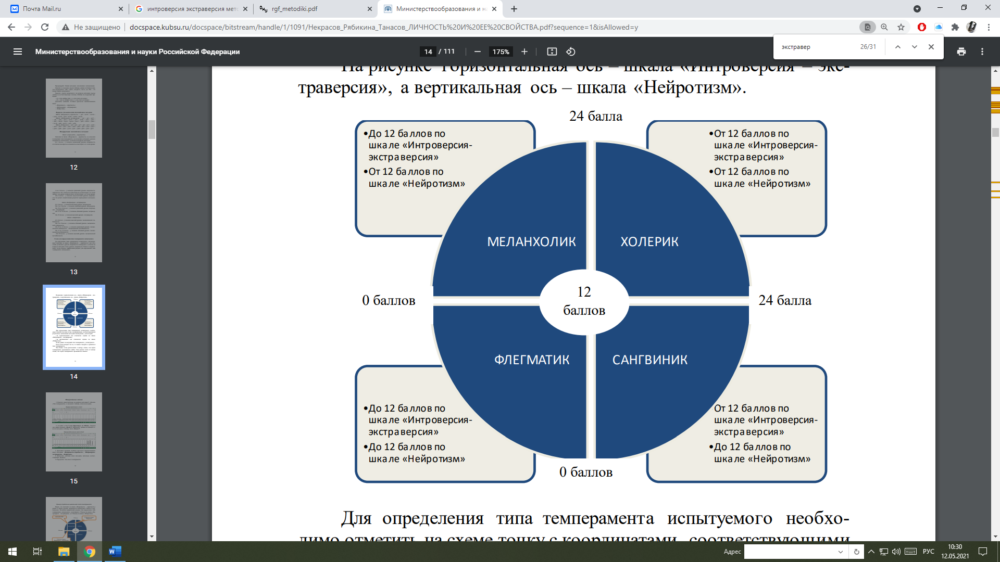 Почта Mail.ru
интроверсия экстраверсия мето
rgf_metodiki.pdf
Министерствообразования и на
Не защищено
docspace.kubsu.ru/docspace/bitstream/handle/1/1091/Некрасов_Рябикина_Танасов_ЛИЧНОСТЬ%20И%20ЕЕ%20СВОЙСТВА.pdf?sequence=1&isAllowed=y
Министерствообразования и науки Российской Федерации
14 / 111
175%
экстравер
26/31
12
13
14
15
На рисунке горизонтальная ось – шкала «Интроверсия – экс-
траверсия», а вертикальная ось – шкала «Нейротизм».
24 балла
•До 12 баллов по
шкале «Интроверсия-
экстраверсия»
•От 12 баллов по
шкале «Нейротизм»
•От 12 баллов по
шкале «Интроверсия-
экстраверсия»
•От 12 баллов по
шкале «Нейротизм»
МЕЛАНХОЛИК
ХОЛЕРИК
0 баллов
12
баллов
24 балла
ФЛЕГМАТИК
САНГВИНИК
•До 12 баллов по
шкале «Интроверсия-
экстраверсия»
•До 12 баллов по
шкале «Нейротизм»
От 12 баллов по
шкале «Интроверсия-
экстраверсия»
•До 12 баллов по
шкале «Нейротизм»
0 баллов
Для определения типа темперамента испытуемого необхо-
димо отметить на схеме точку с координатами, соответствующими
Адрес
РУС
10:30
12.05.2021